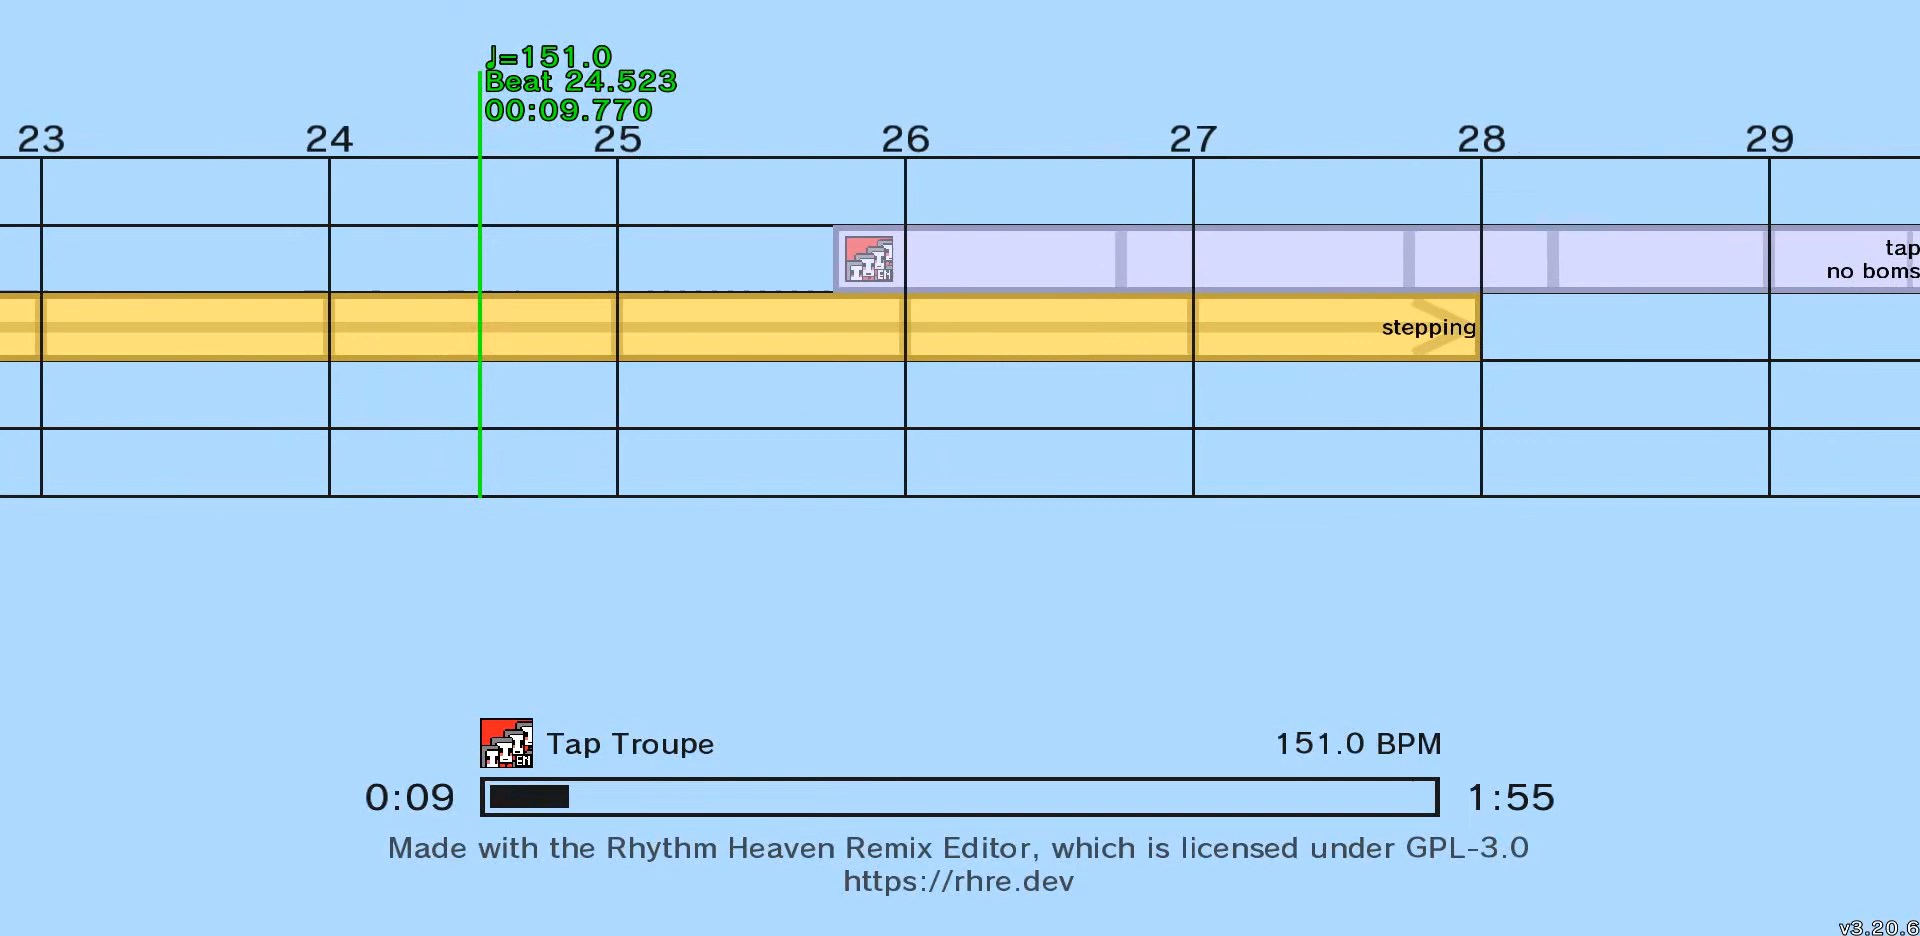 ♩=151.0
Beat 24.523
00:09.770
23 24 25 26 27 28 29
EN
tap
no boms
stepping
EN
Tap Troupe 151.0 BPM
0:09 1:55
Made with the Rhythm Heaven Remix Editor, which is licensed under GPL-3.0
https://rhre.dev
v3.20.6